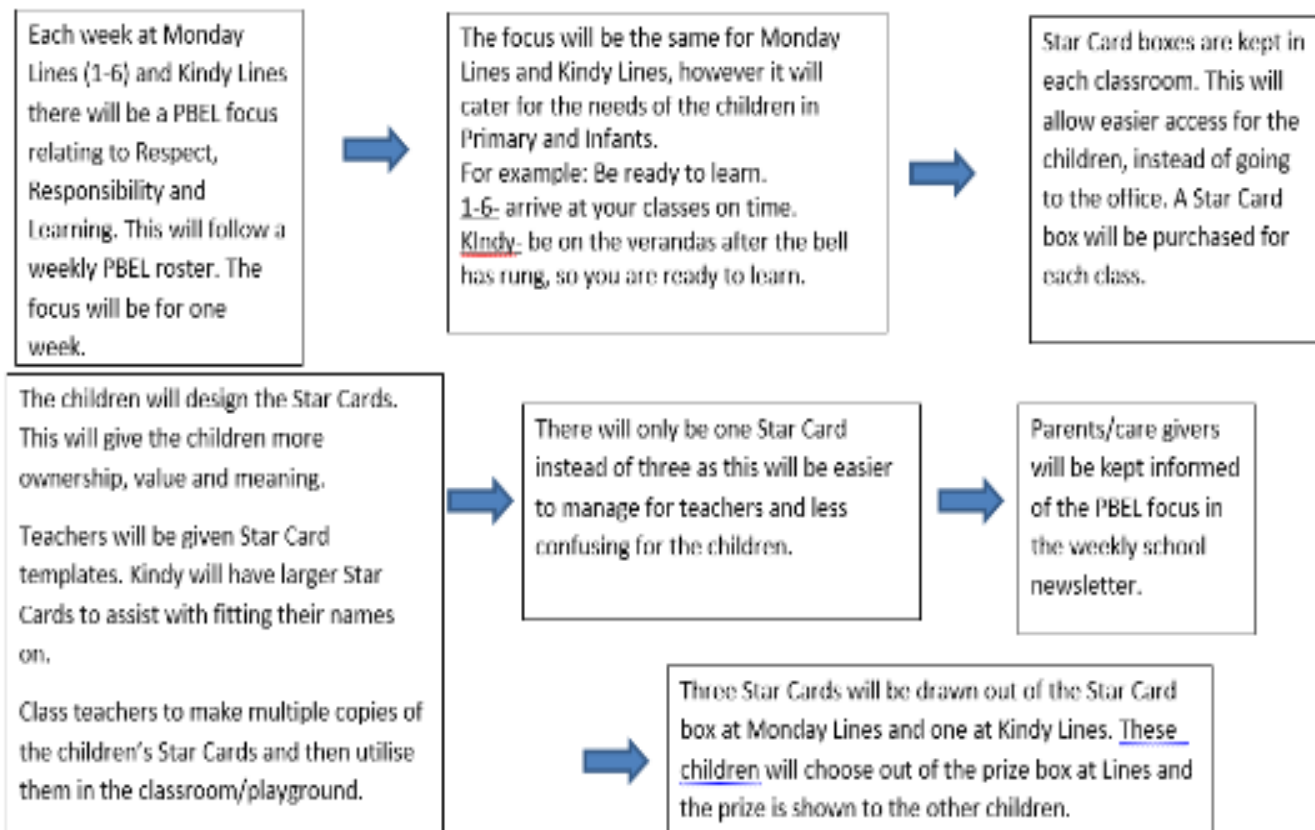 Each week at Monday
Lines (1-6) and Kindy Lines
there will be a PBEL focus
relating to Respect,
Responsibility and
Learning. This will follow a
weekly PBEL roster. The
focus will be for one
week.
The focus will be the same for Monday
Lines and Kindy Lines, however it will
cater for the needs of the children in
Primary and Infants.
For example: Be ready to learn.
1-6- arrive at your classes on time.
KIndy- be on the verandas after the bell
has rung, so you are ready to learn.
Star Card boxes are kept in
each classroom. This will
allow easier access for the
children, instead of going
to the office. A Star Card
box will be purchased for
each class.
The children will design the Star Cards.
This will give the children more
ownership, value and meaning.
Teachers will be given Star Card
templates. Kindy will have larger Star
Cards to assist with fitting their names
on.
Class teachers to make multiple copies of
the children's Star Cards and then utilise
them in the classroom/playground.
There will only be one Star Card
instead of three as this will be easier
to manage for teachers and less
confusing for the children.
Parents/care givers
will be kept informed
of the PBEL focus in
the weekly school
newsletter.
Three Star Cards will be drawn out of the Star Card
box at Monday Lines and one at Kindy Lines. These
children will choose out of the prize box at Lines and
the prize is shown to the other children.